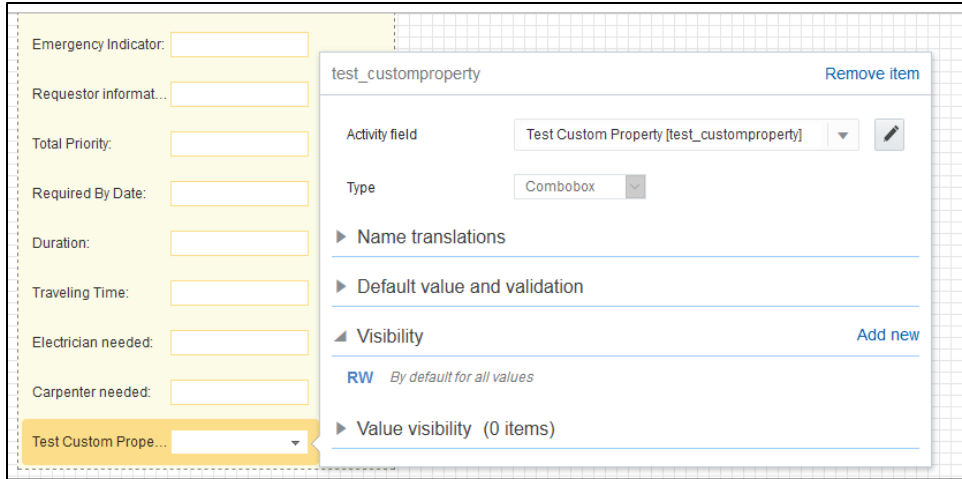 Emergency Indicator:
Requestor informat...
Total Priority:
Required By Date:
Duration:
Traveling Time:
Electrician needed:
Carpenter needed:
Test Custom Prope...
test_customproperty Remove item
Activity field Test Custom Property [test_customproperty]
Type Combobox
Name translations
Default value and validation
Visibility Add new
RW By default for all values
Value visibility (0 items)